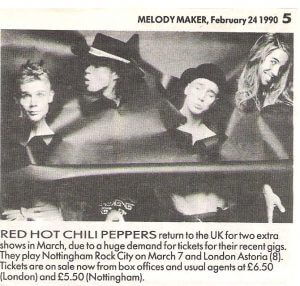 MELODY MAKER, February 24 1990 5
RED HOT CHILI PEPPERS return to the UK for two extra
shows in March, due to a huge demand for tickets for their recent gigs.
They play Nottingham Rock City on March 7 and London Astoria (8).
Tickets are on sale now from box offices and usual agents at £6.50
(London) and £5.50 (Nottingham).